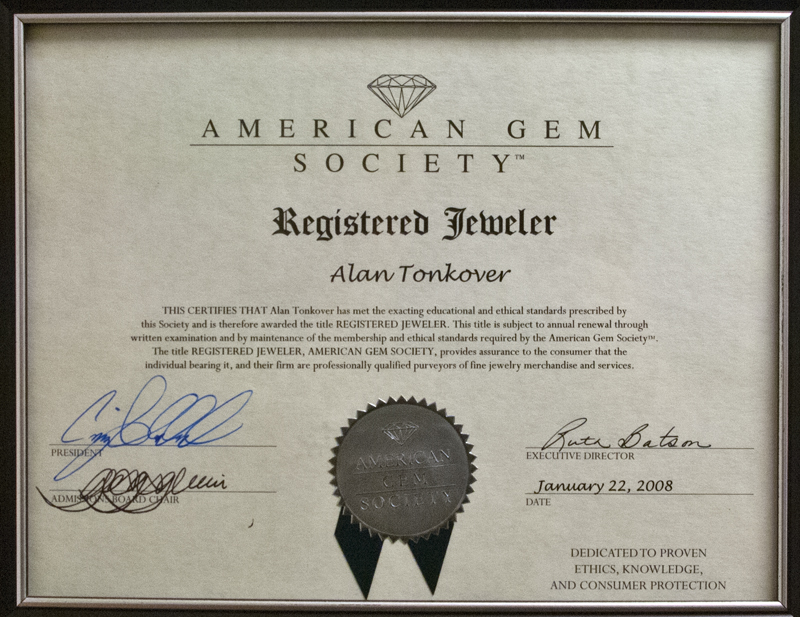 AMERICAN GEM
SOCIETY™
Registered Jeweler
Alan Tonkover
THIS CERTIFIES THAT Alan Tonkover has met the exacting educational and ethical standards prescribed by
this Society and is therefore awarded the title REGISTERED JEWELER. This title is subject to annual renewal through
written examination and by maintenance of the membership and ethical standards required by the American Gem Society™.
The title REGISTERED JEWELER, AMERICAN GEM SOCIETY, provides assurance to the consumer that the
individual bearing it, and their firm are professionally qualified purveyors of fine jewelry merchandise and services.
PRESIDENT
ADMISSIONS BOARD CHAIR
AMERICAN
GEM
SOCIETY
Ruth Batson
EXECUTIVE DIRECTOR
January 22, 2008
DATE
DEDICATED TO PROVEN
ETHICS, KNOWLEDGE,
AND CONSUMER PROTECTION